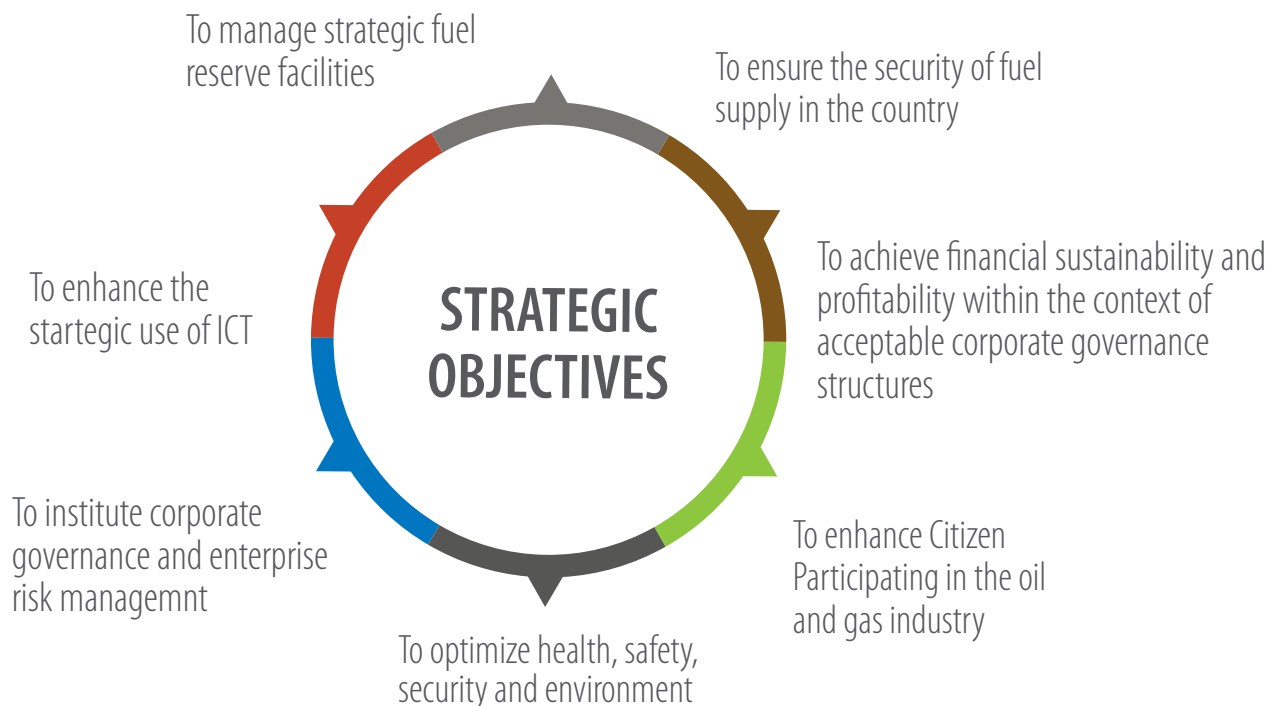 To manage strategic fuel
reserve facilities
To ensure the security of fuel
supply in the country
To achieve financial sustainability and
profitability within the context of
acceptable corporate governance
structures
To enhance the
startegic use of ICT
STRATEGIC
OBJECTIVES
To institute corporate
governance and enterprise
risk managemnt
To enhance Citizen
Participating in the oil
and gas industry
To optimize health, safety,
security and environment